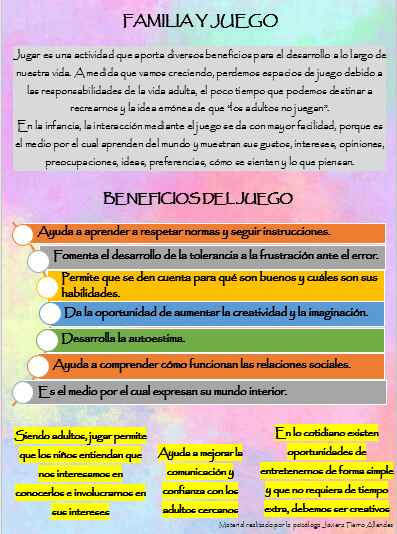 FAMILIA Y JUEGO
Jugar es una actividad que aporta diversos beneficios para el desarrollo a lo largo de
nuestra vida. A medida que vamos creciendo, perdemos espacios de juego debido a
las responsabilidades de la vida adulta, el poco tiempo que podemos destinar a
recrearnos y la idea errónea de que "los adultos no juegan".
En la infancia, la interacción mediante el juego se da con mayor facilidad, porque es
el medio por el cual aprenden del mundo y muestran sus gustos, intereses, opiniones,
preocupaciones, ideas, preferencias, cómo se sienten y lo que piensan.
BENEFICIOS DEL JUEGO
Ayuda a aprender a respetar normas y seguir instrucciones.
Fomenta el desarrollo de la tolerancia a la frustración ante el error.
Permite que se den cuenta para qué son buenos y cuáles son sus
habilidades.
Da la oportunidad de aumentar la creatividad y la imaginación.
Desarrolla la autoestima.
Ayuda a comprender cómo funcionan las relaciones sociales.
Es el medio por el cual expresan su mundo interior.
Siendo adultos, jugar permite
que los niños entiendan que
nos interesamos en
conocerlos e involucrarnos en
sus intereses
Ayuda a mejorar la
comunicación y
confianza con los
adultos cercanos
En lo cotidiano existen
oportunidades de
entretenernos de forma simple
y que no requiera de tiempo
extra, debemos ser creativos
Material realizado por la psicóloga Javiera Fierro Allendes